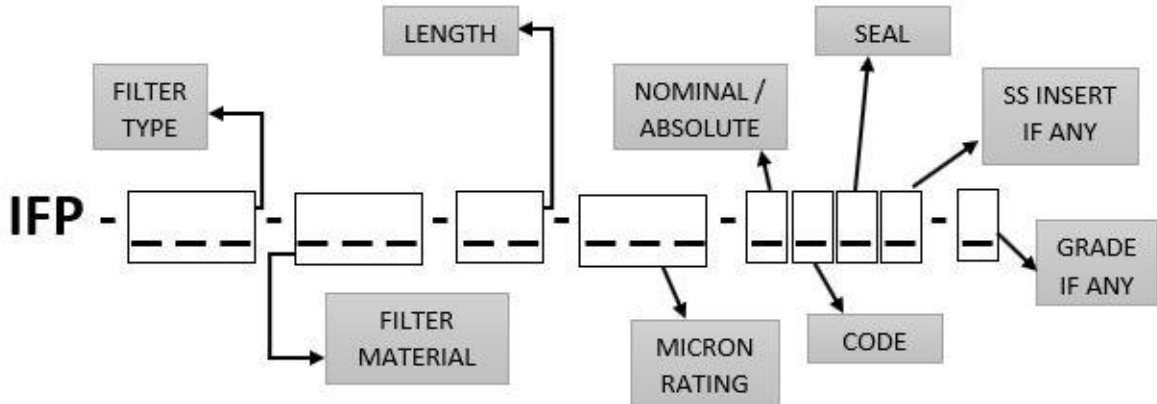 LENGTH
SEAL
FILTER
TYPE
NOMINAL /
ABSOLUTE
SS INSERT
IF ANY
IFP - _ _ _ - _ _ _ - _ _ - _ _ _ - _ _ _ _ - _
GRADE
IF ANY
FILTER
MATERIAL
MICRON
RATING
CODE